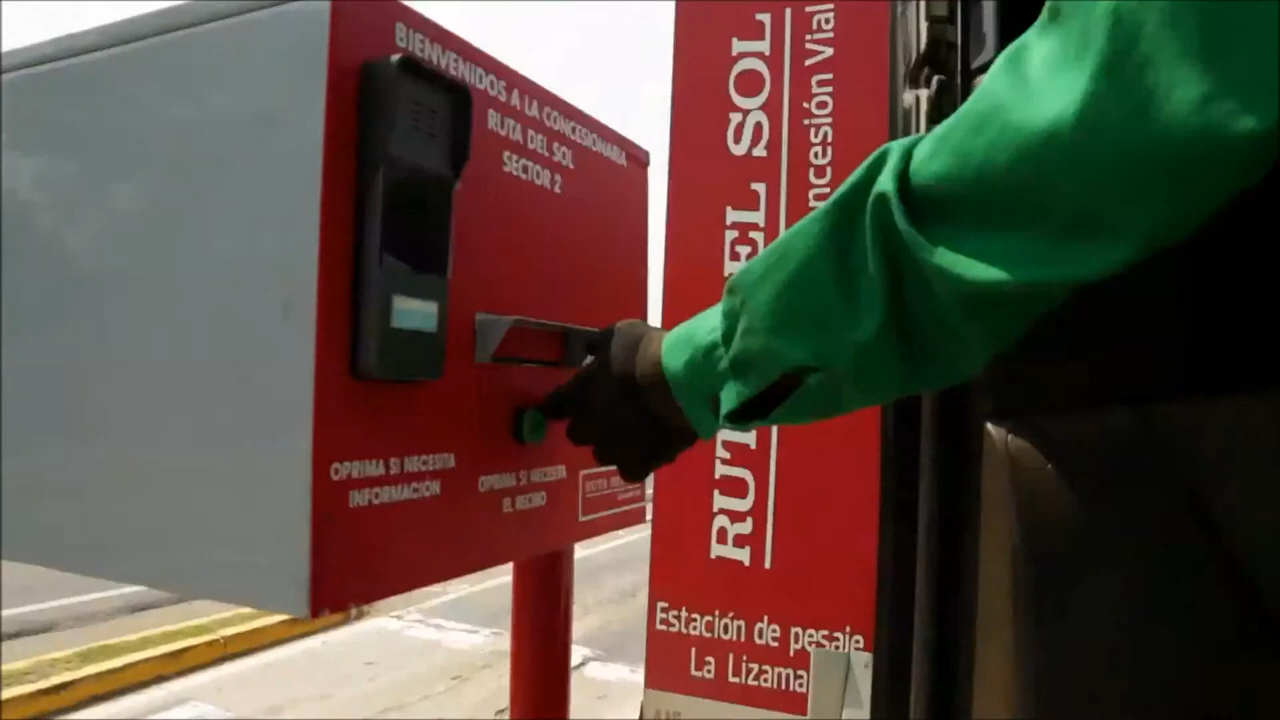 BIENVENIDOS A LA CONCESIONARIA
RUTA DEL SOL
SECTOR 2
OPRIMA SI NECESITA
INFORMACIÓN
OPRIMA SI NECESITA
EL RECIBO
RUTA
RUT EL SOL
ncesión Vial
Estación de pesaje
La Lizama